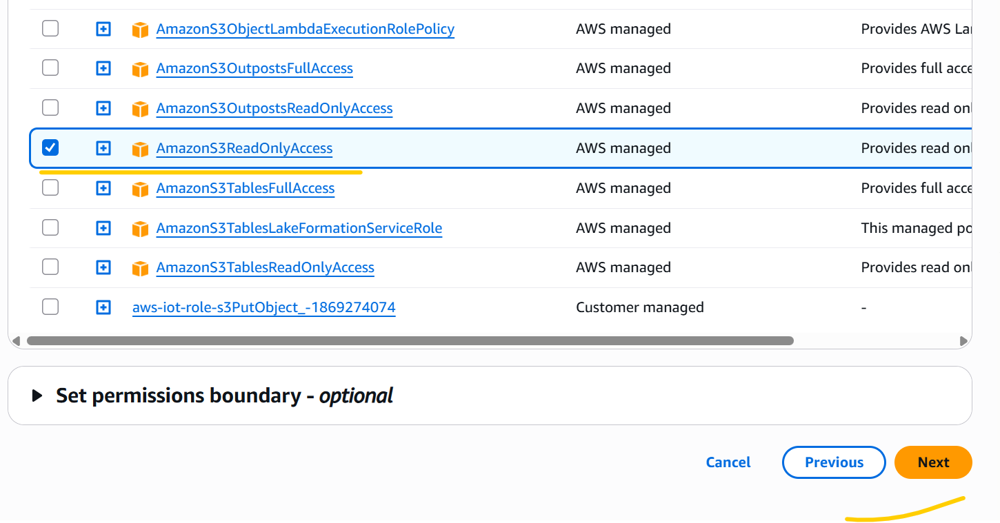 AmazonS3ObjectLambdaExecutionRolePolicy AWS managed Provides AWS La
AmazonS3OutpostsFullAccess AWS managed Provides full acce
AmazonS3OutpostsReadOnlyAccess AWS managed Provides read onl
AmazonS3ReadOnlyAccess AWS managed Provides read onl
AmazonS3TablesFullAccess AWS managed Provides full acce
AmazonS3TablesLakeFormationServiceRole AWS managed This managed po
AmazonS3TablesReadOnlyAccess AWS managed Provides read onl
aws-iot-role-s3PutObject_-1869274074 Customer managed -
Set permissions boundary - optional
Cancel Previous Next